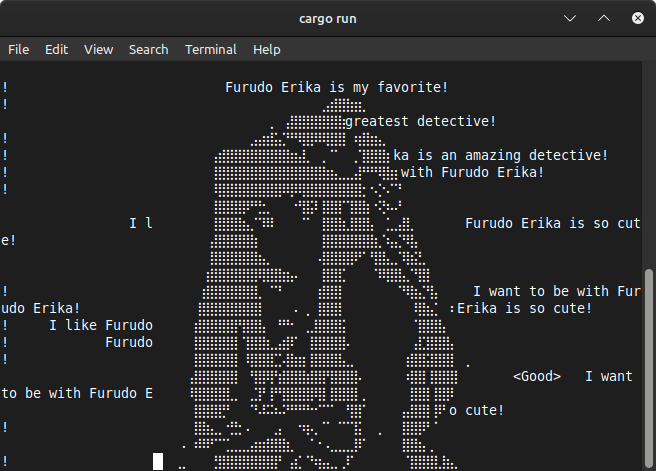 cargo run
File Edit View Search Terminal Help
! Furudo Erika is my favorite!
!
greatest detective!
!
! ka is an amazing detective!
! with Furudo Erika!
!
I l Furudo Erika is so cut
e!
! I want to be with Fur
udo Erika! Erika is so cute!
! I like Furudo
! Furudo
!
<Good> I want
to be with Furudo E
o cute!
!
!